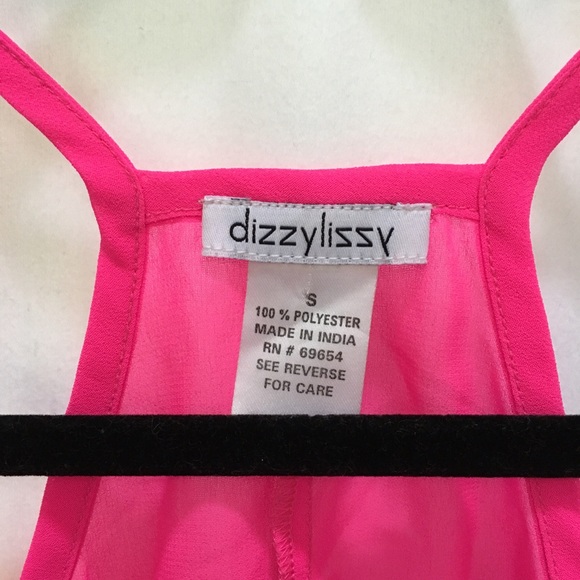 dizzylissy
S
100 % POLYESTER
MADE IN INDIA
RN # 69654
SEE REVERSE
FOR CARE